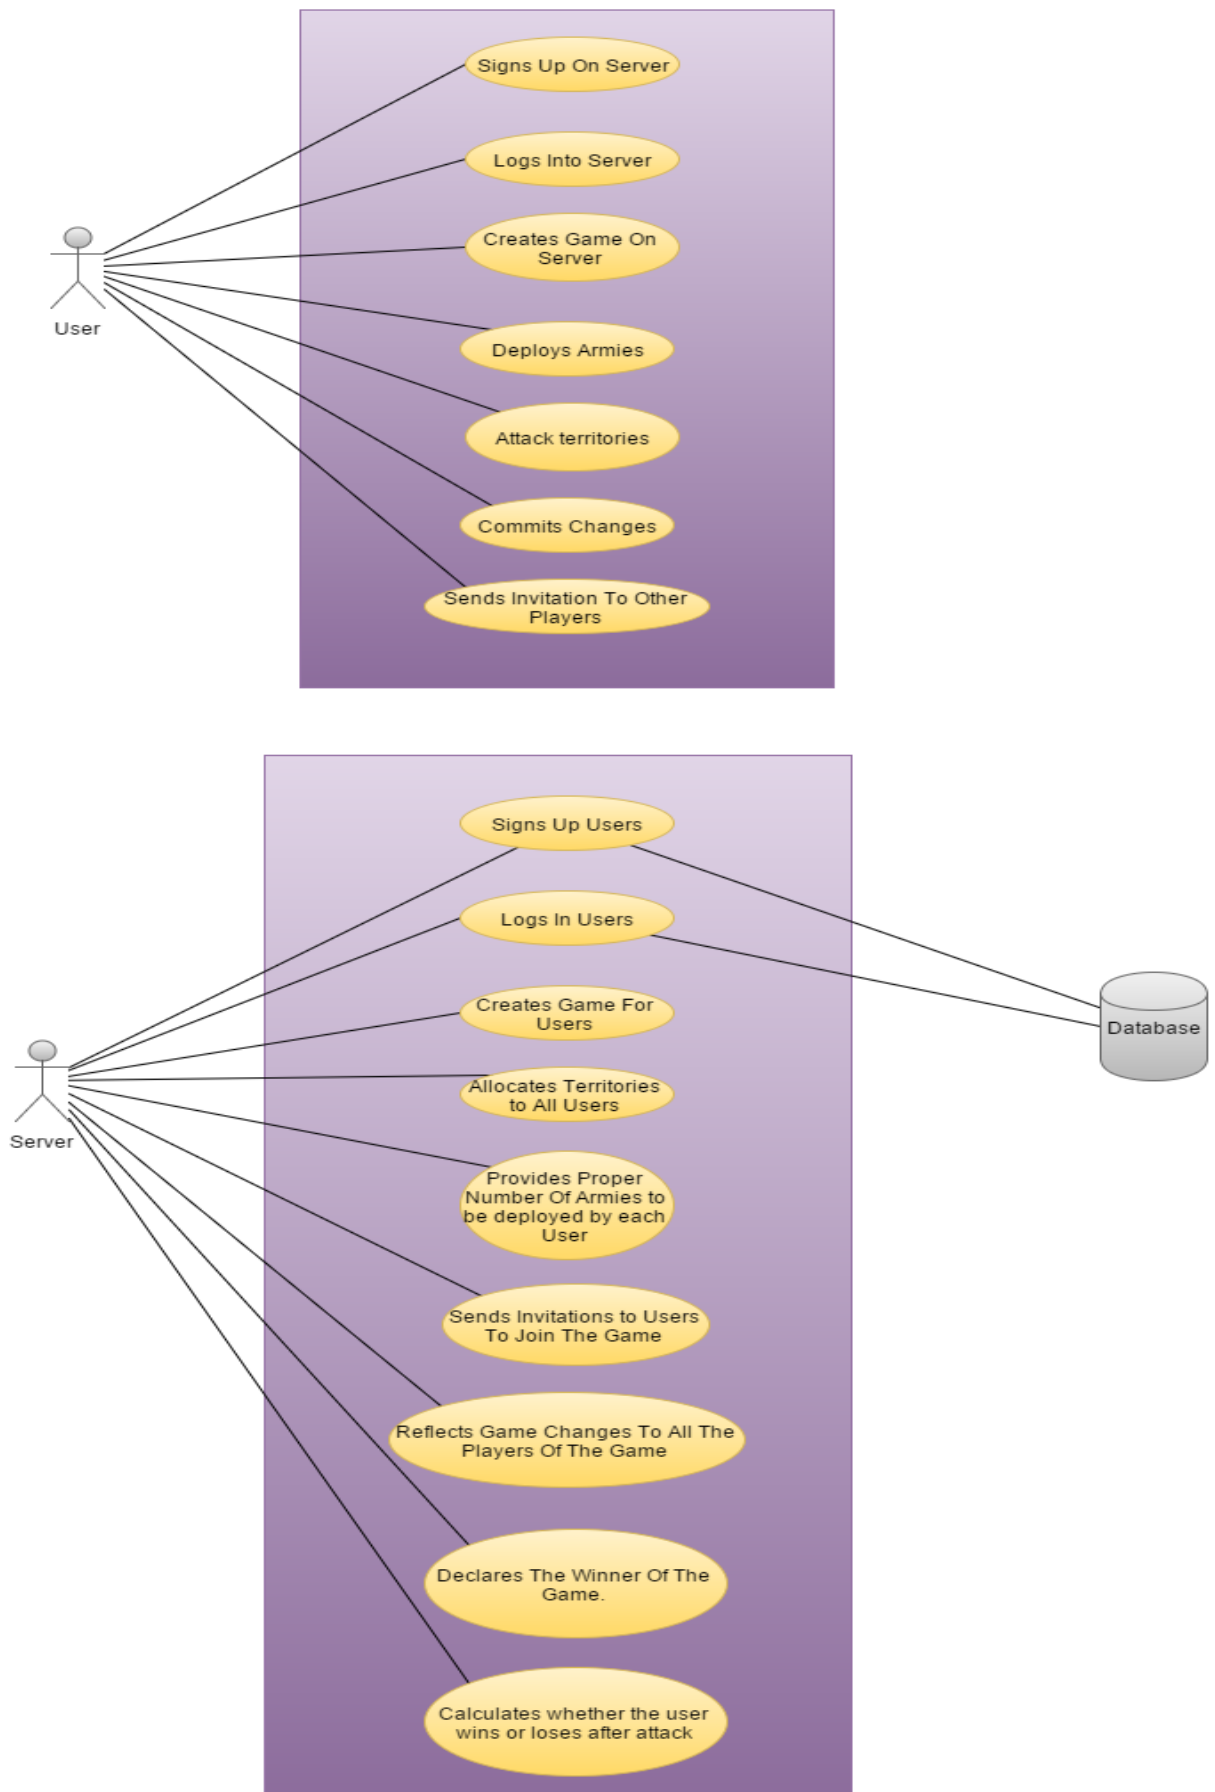 Signs Up On Server
Logs Into Server
Creates Game On
Server
User
Deploys Armies
Attack territories
Commits Changes
Sends Invitation To Other
Players
Signs Up Users
Logs In Users
Creates Game For
Users
Database
Allocates Territories
to All Users
Server
Provides Proper
Number Of Armies to
be deployed by each
User
Sends Invitations to Users
To Join The Game
Reflects Game Changes To All The
Players Of The Game
Declares The Winner Of The
Game.
Calculates whether the user
wins or loses after attack